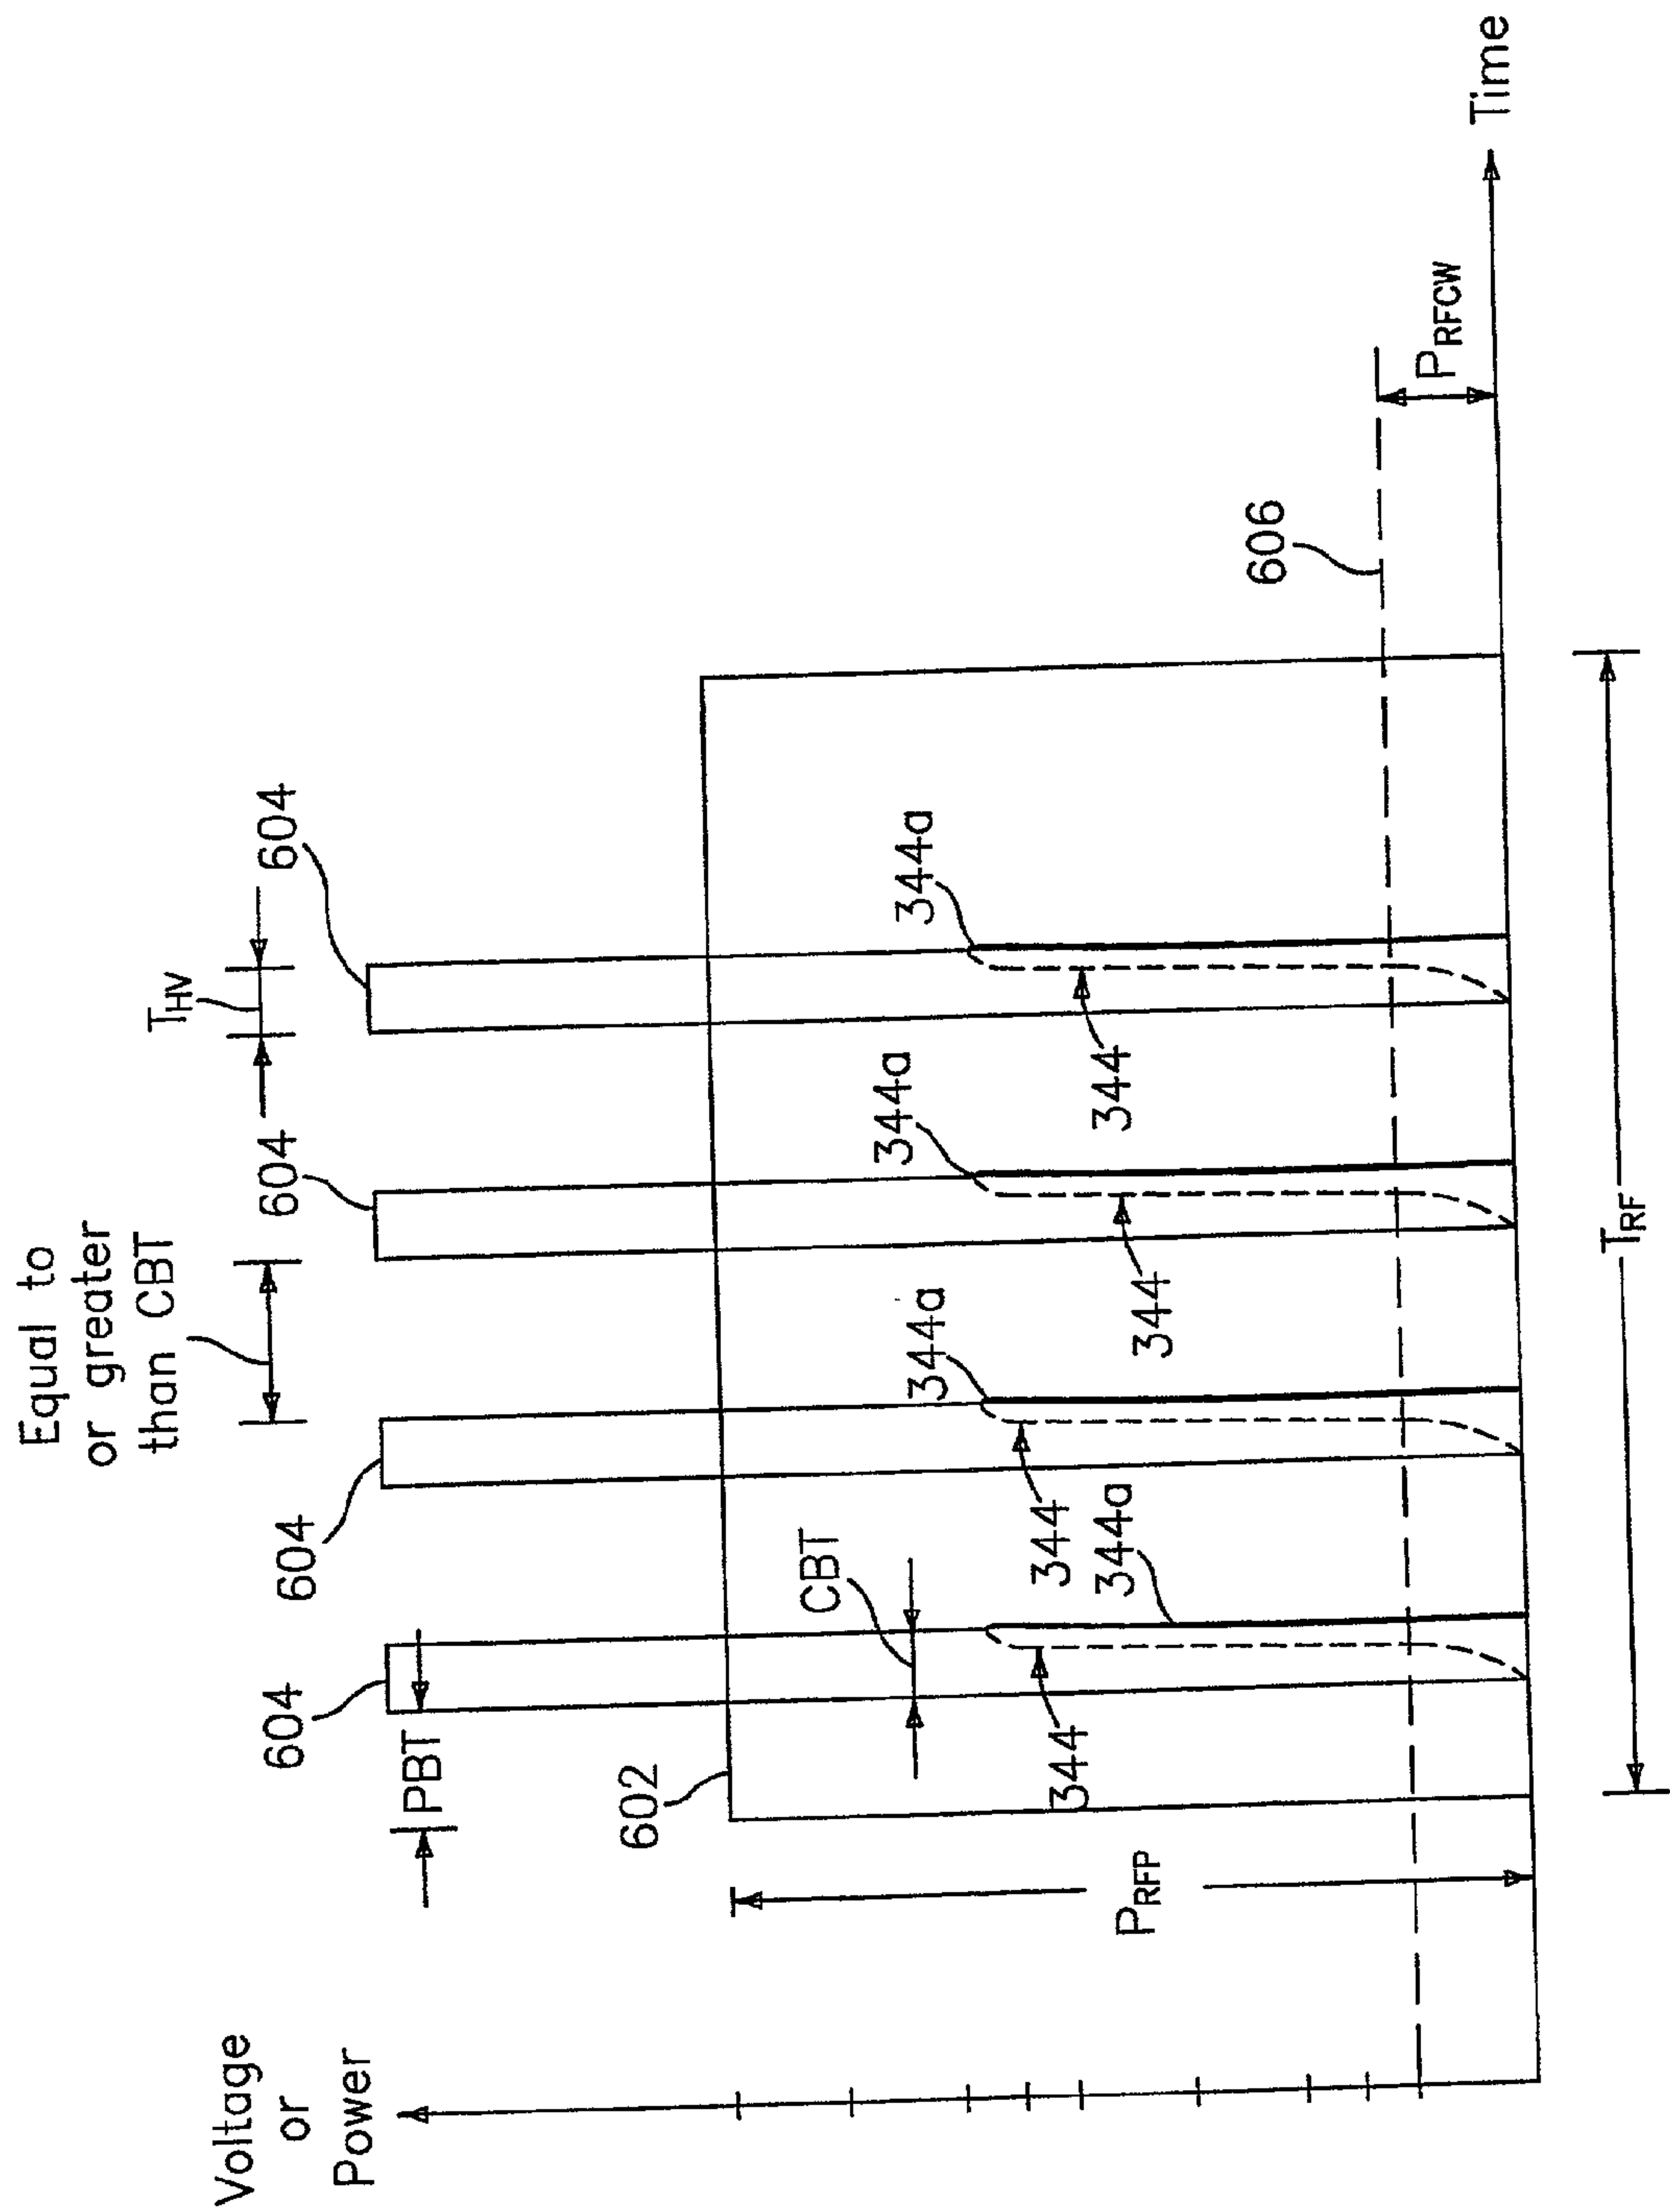 Voltage
or
Power
Equal to
or greater
than CBT
T_HV
604
604
604
604
PBT
602
CBT
344a
344a
344a
344a
344
344
344
344
606
P_RFP
P_RFCW
Time
T_RF